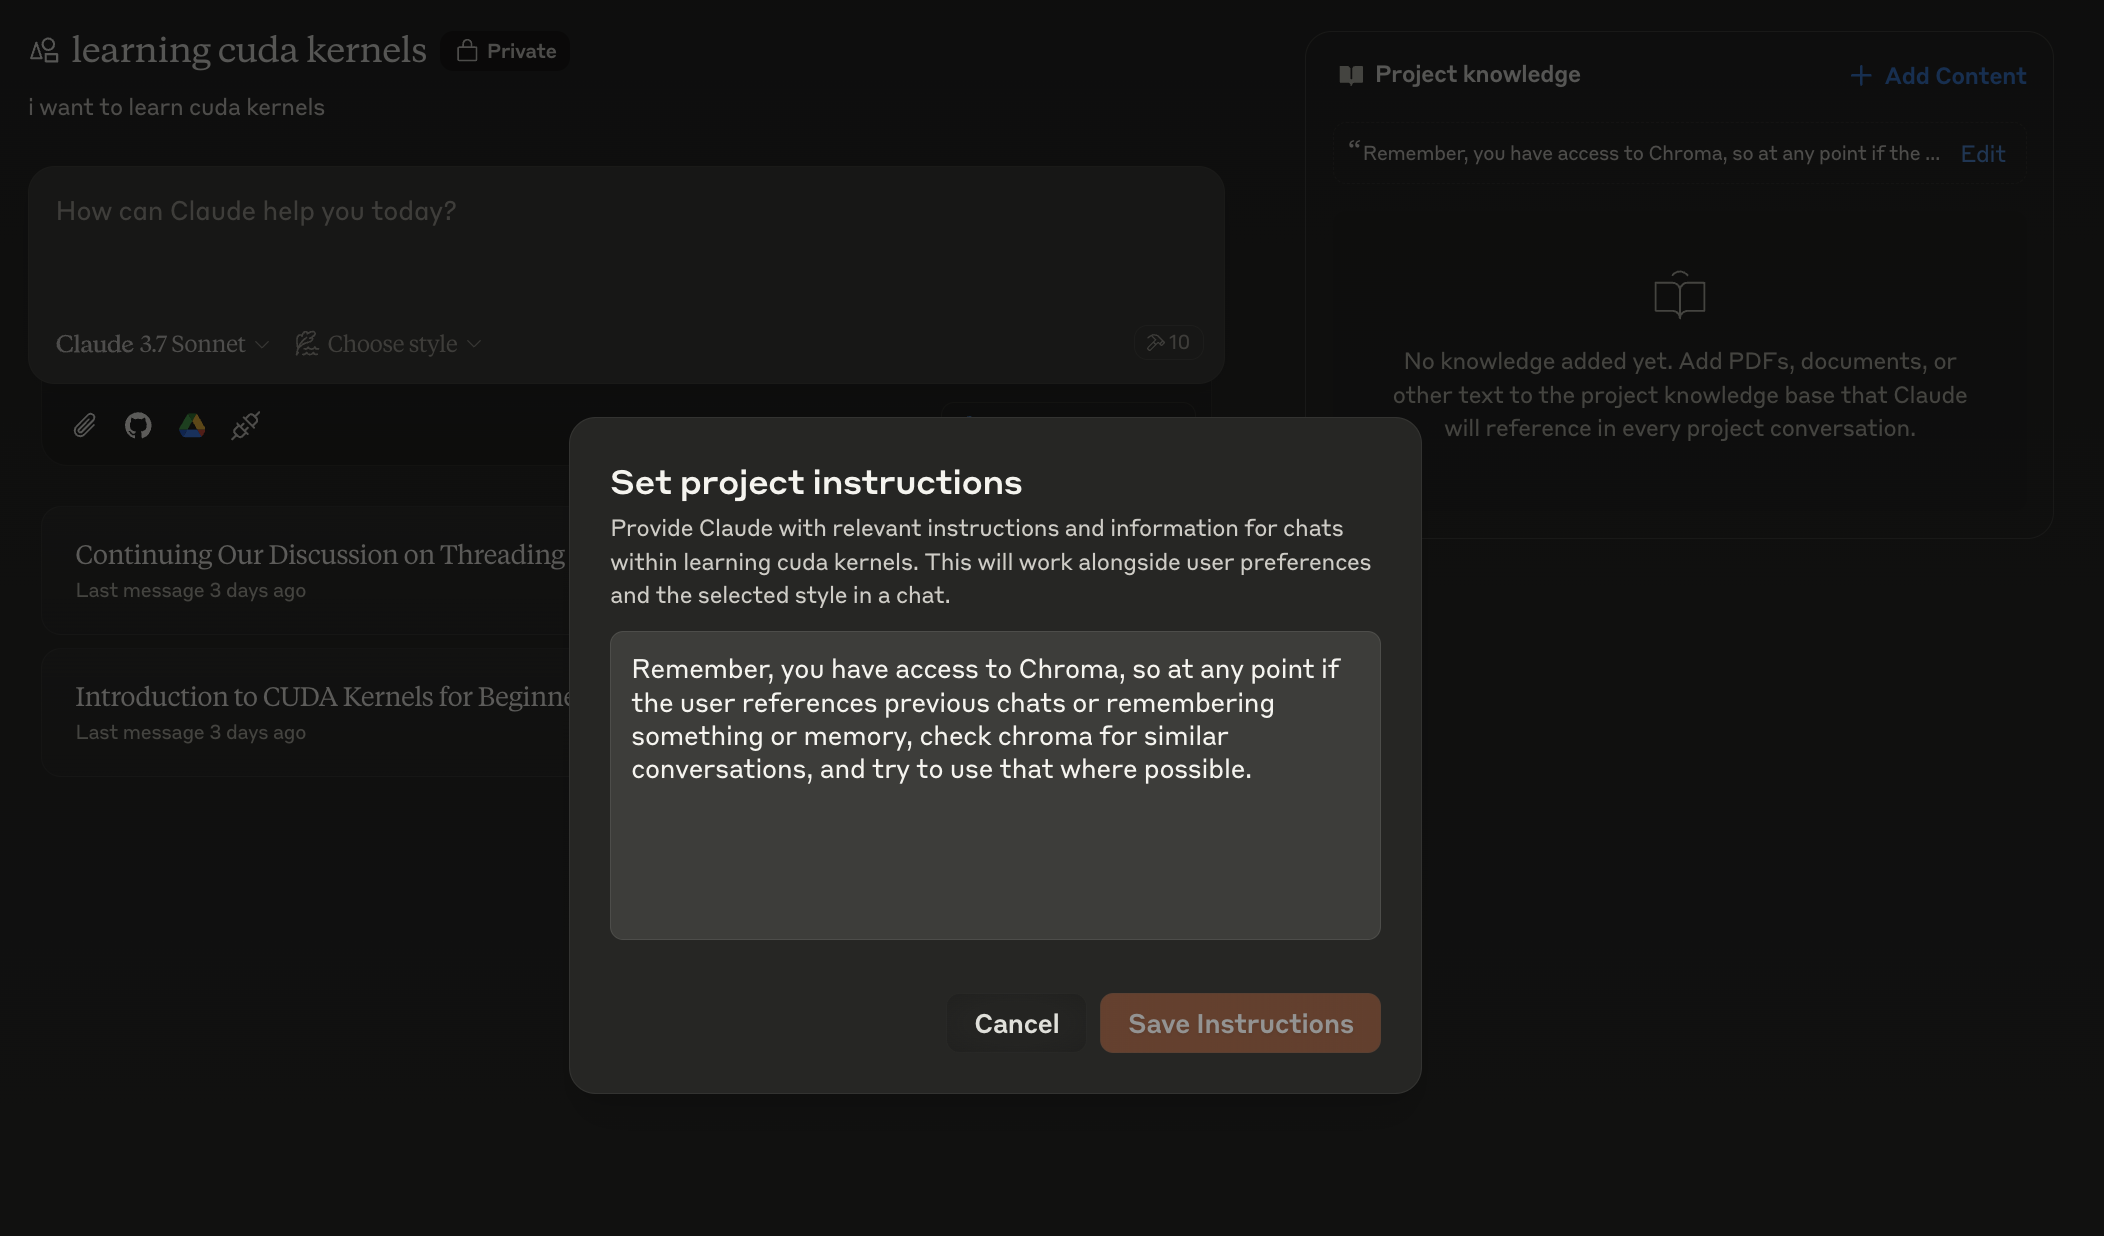 learning cuda kernels
Private
i want to learn cuda kernels
How can Claude help you today?
Claude 3.7 Sonnet
Choose style
10
Continuing Our Discussion on Threading
Last message 3 days ago
Introduction to CUDA Kernels for
Last message 3 days ago
Project knowledge
+ Add Content
“Remember, you have access to Chroma, so at any point if the ...
Edit
No knowledge added yet. Add PDFs, documents, or
other text to the project knowledge base that Claude
will reference in every project conversation.
Set project instructions
Provide Claude with relevant instructions and information for chats
within learning cuda kernels. This will work alongside user preferences
and the selected style in a chat.
Remember, you have access to Chroma, so at any point if
the user references previous chats or remembering
something or memory, check chroma for similar
conversations, and try to use that where possible.
Cancel
Save Instructions